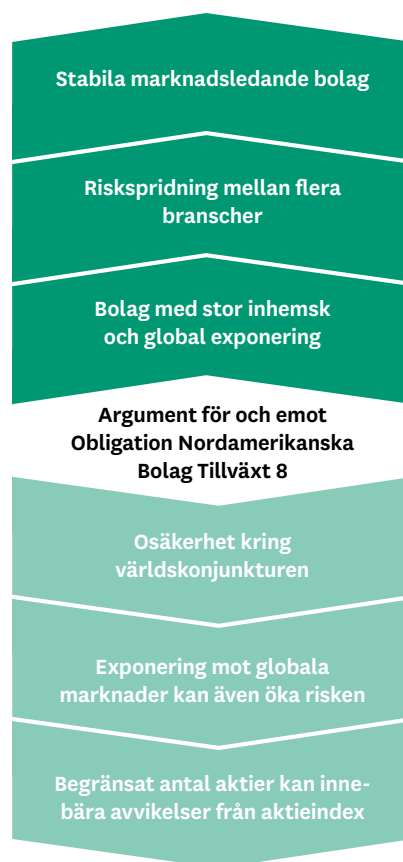 Stabila marknadsledande bolag
Riskspridning mellan flera
branscher
Bolag med stor inhemsk
och global exponering
Argument för och emot
Obligation Nordamerikanska
Bolag Tillväxt 8
Osäkerhet kring
världskonjunkturen
Exponering mot globala
marknader kan även öka risken
Begränsat antal aktier kan inne-
bära avvikelser från aktieindex